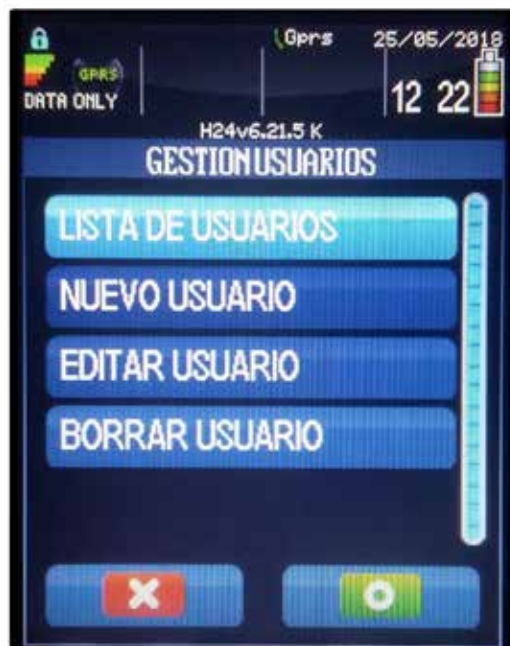 Gprs 25/05/2018
GPRS
DATA ONLY
12 22
H24v6.21.5 K
GESTION USUARIOS
LISTA DE USUARIOS
NUEVO USUARIO
EDITAR USUARIO
BORRAR USUARIO